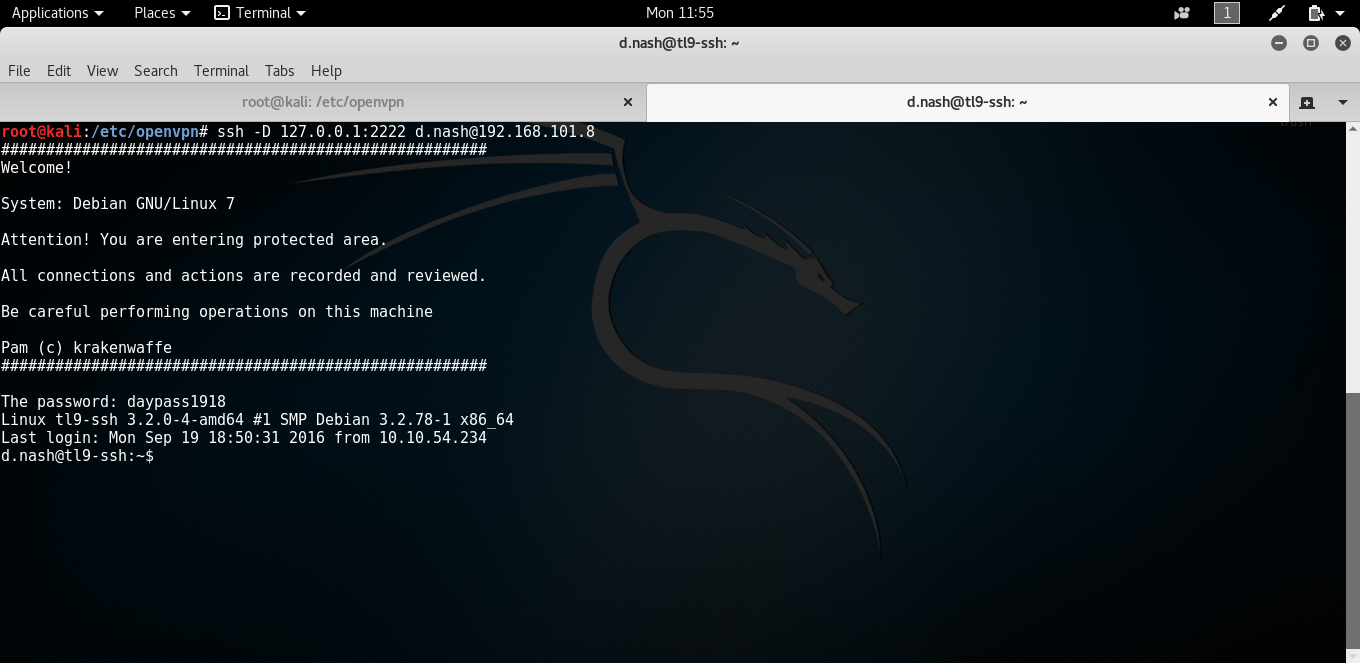 Applications Places Terminal Mon 11:55 1
d.nash@tl9-ssh: ~
File Edit View Search Terminal Tabs Help
root@kali: /etc/openvpn d.nash@tl9-ssh: ~
root@kali:/etc/openvpn# ssh -D 127.0.0.1:2222 d.nash@192.168.101.8
######################################################
Welcome!
System: Debian GNU/Linux 7
Attention! You are entering protected area.
All connections and actions are recorded and reviewed.
Be careful performing operations on this machine
Pam (c) krakenwaffe
######################################################
The password: daypass1918
Linux tl9-ssh 3.2.0-4-amd64 #1 SMP Debian 3.2.78-1 x86_64
Last login: Mon Sep 19 18:50:31 2016 from 10.10.54.234
d.nash@tl9-ssh:~$